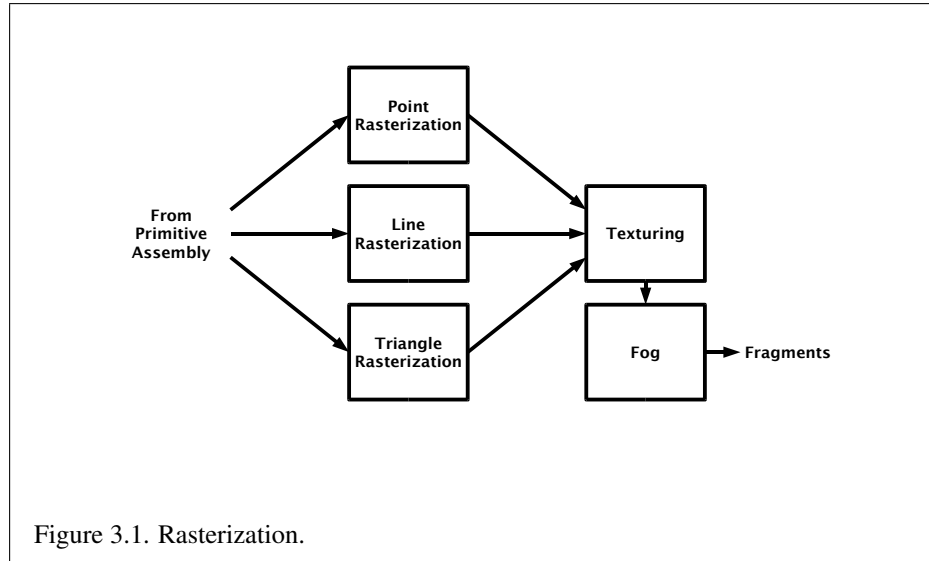 Point
Rasterization
From
Primitive
Assembly
Line
Rasterization
Texturing
Triangle
Rasterization
Fog
Fragments
Figure 3.1. Rasterization.